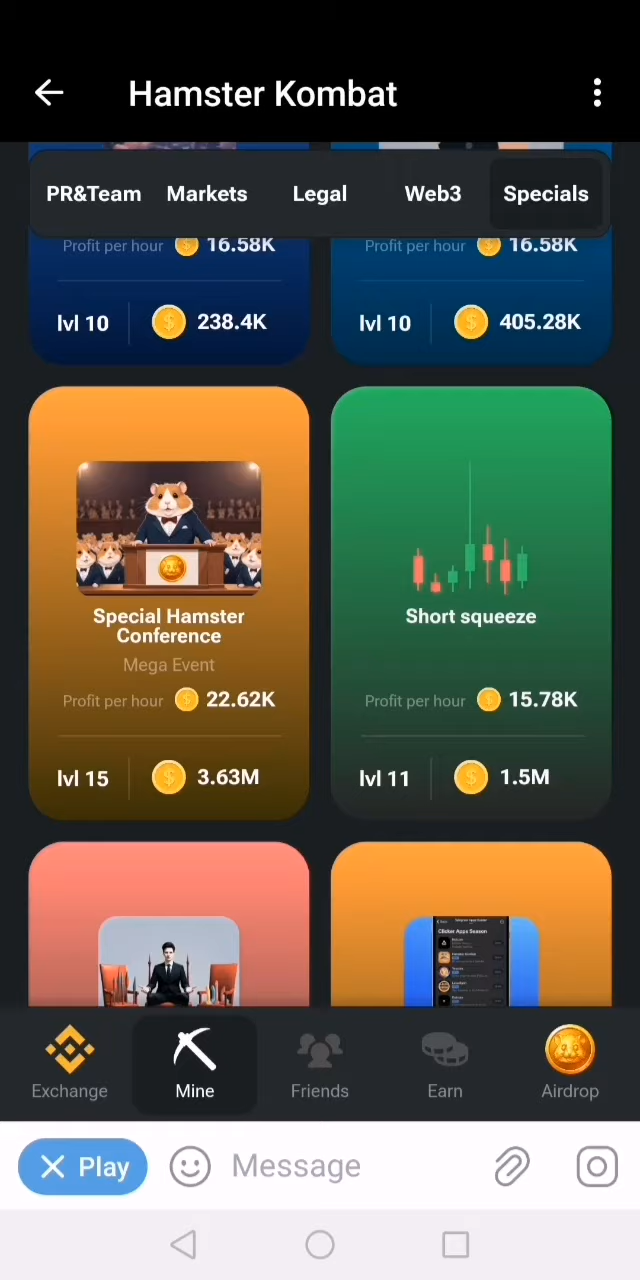 Hamster Kombat
PR&Team Markets Legal Web3 Specials
Profit per hour 16.58K
Profit per hour 16.58K
lvl 10 238.4K
lvl 10 405.28K
Special Hamster
Conference
Mega Event
Profit per hour 22.62K
lvl 15 3.63M
Short squeeze
Profit per hour 15.78K
lvl 11 1.5M
Clicker Apps Season
Exchange Mine Friends Earn Airdrop
Play Message